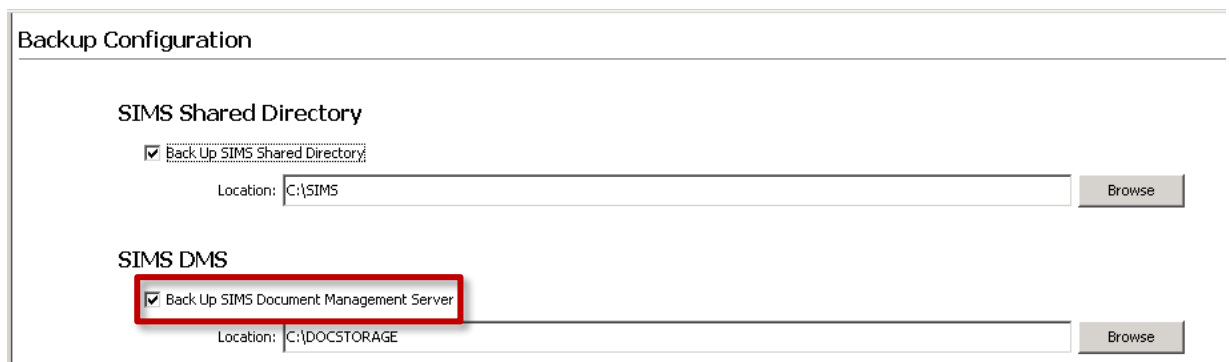 Backup Configuration
SIMS Shared Directory
Back Up SIMS Shared Directory
Location: C:\SIMS Browse
SIMS DMS
Back Up SIMS Document Management Server
Location: C:\DOCSTORAGE Browse